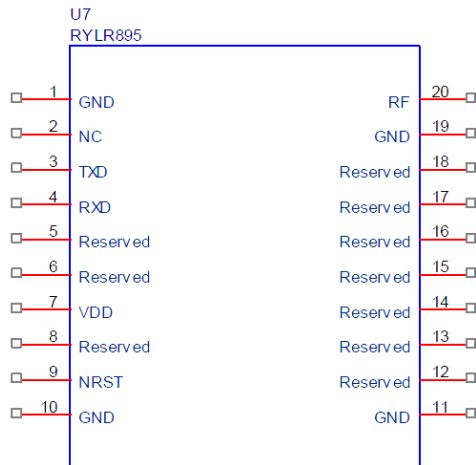 U7
RYLR895
1 GND RF 20
2 NC GND 19
3 TXD Reserved 18
4 RXD Reserved 17
5 Reserved Reserved 16
6 Reserved Reserved 15
7 VDD Reserved 14
8 Reserved Reserved 13
9 NRST Reserved 12
10 GND GND 11